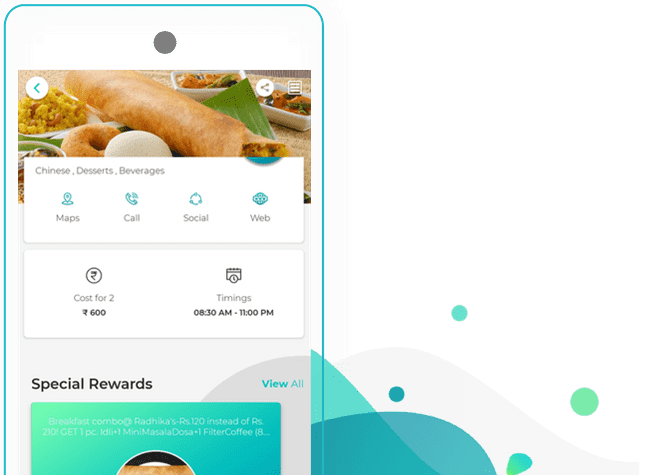 Chinese , Desserts , Beverages
Maps
Call
Social
Web
Cost for 2
Timings
₹ 600
08:30 AM - 11:00 PM
Special Rewards
View All
Breakfast combo@ Radhika's-Rs.120 instead of Rs.
210! GET 1 pc. Idli+1 MiniMasalaDosa+1 FilterCoffee (8...